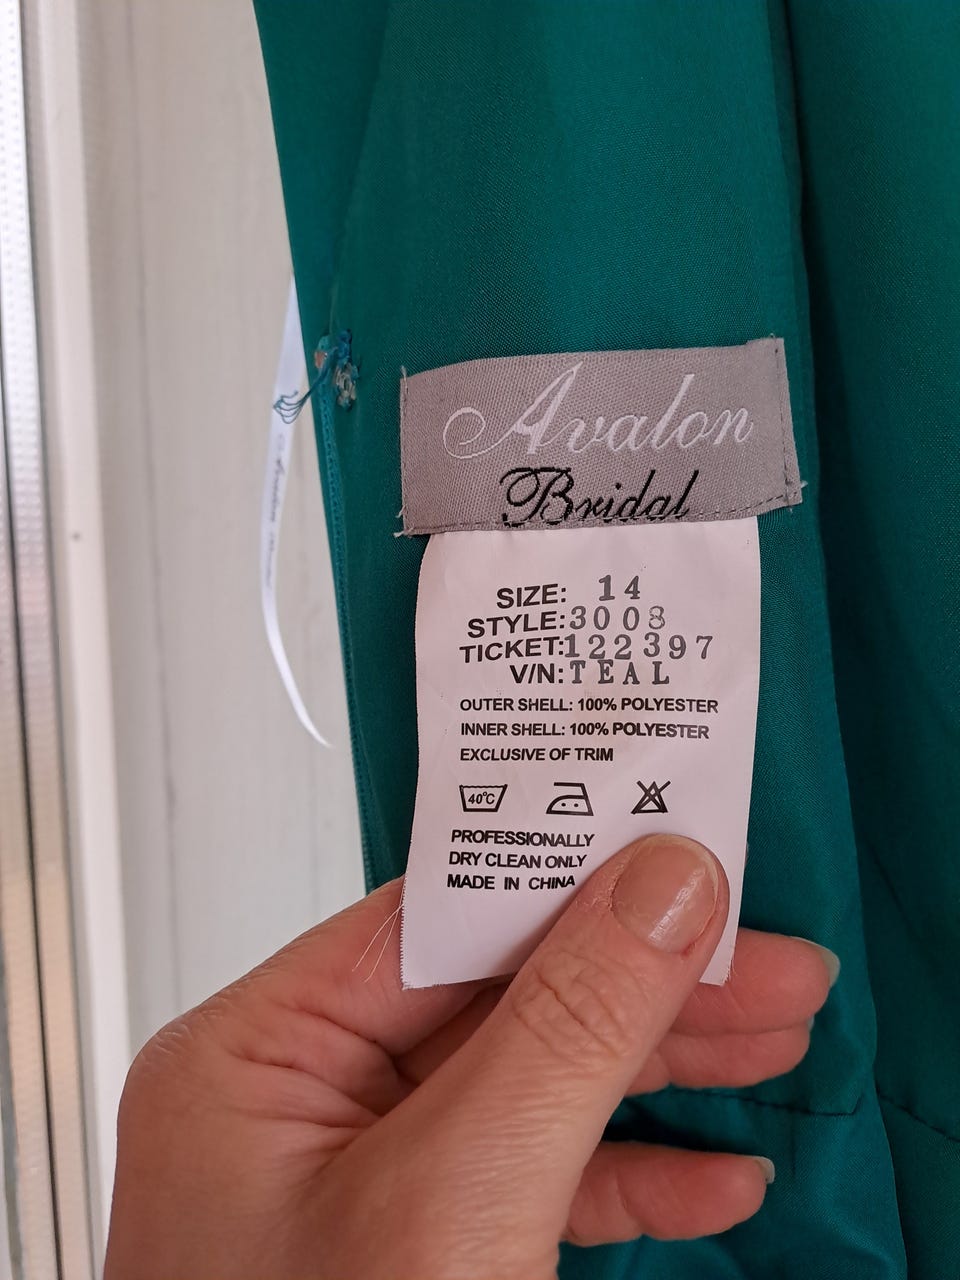 Avalon
Bridal
SIZE: 14
STYLE: 3008
TICKET: 122397
V/N: TEAL
OUTER SHELL: 100% POLYESTER
INNER SHELL: 100% POLYESTER
EXCLUSIVE OF TRIM
40°C
PROFESSIONALLY
DRY CLEAN ONLY
MADE IN CHINA